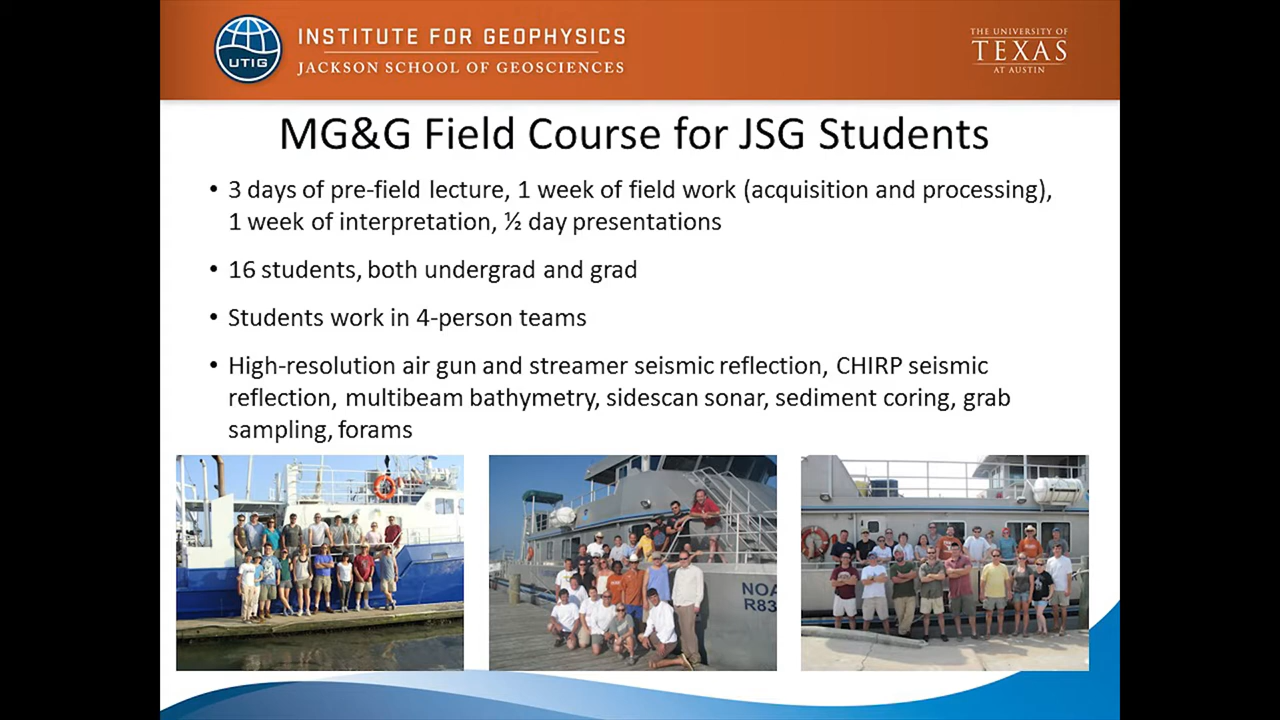 UTIG
INSTITUTE FOR GEOPHYSICS
JACKSON SCHOOL OF GEOSCIENCES
THE UNIVERSITY OF
TEXAS
AT AUSTIN
MG&G Field Course for JSG Students
• 3 days of pre-field lecture, 1 week of field work (acquisition and processing),
1 week of interpretation, ½ day presentations
• 16 students, both undergrad and grad
• Students work in 4-person teams
• High-resolution air gun and streamer seismic reflection, CHIRP seismic
reflection, multibeam bathymetry, sidescan sonar, sediment coring, grab
sampling, forams
NOA
R83